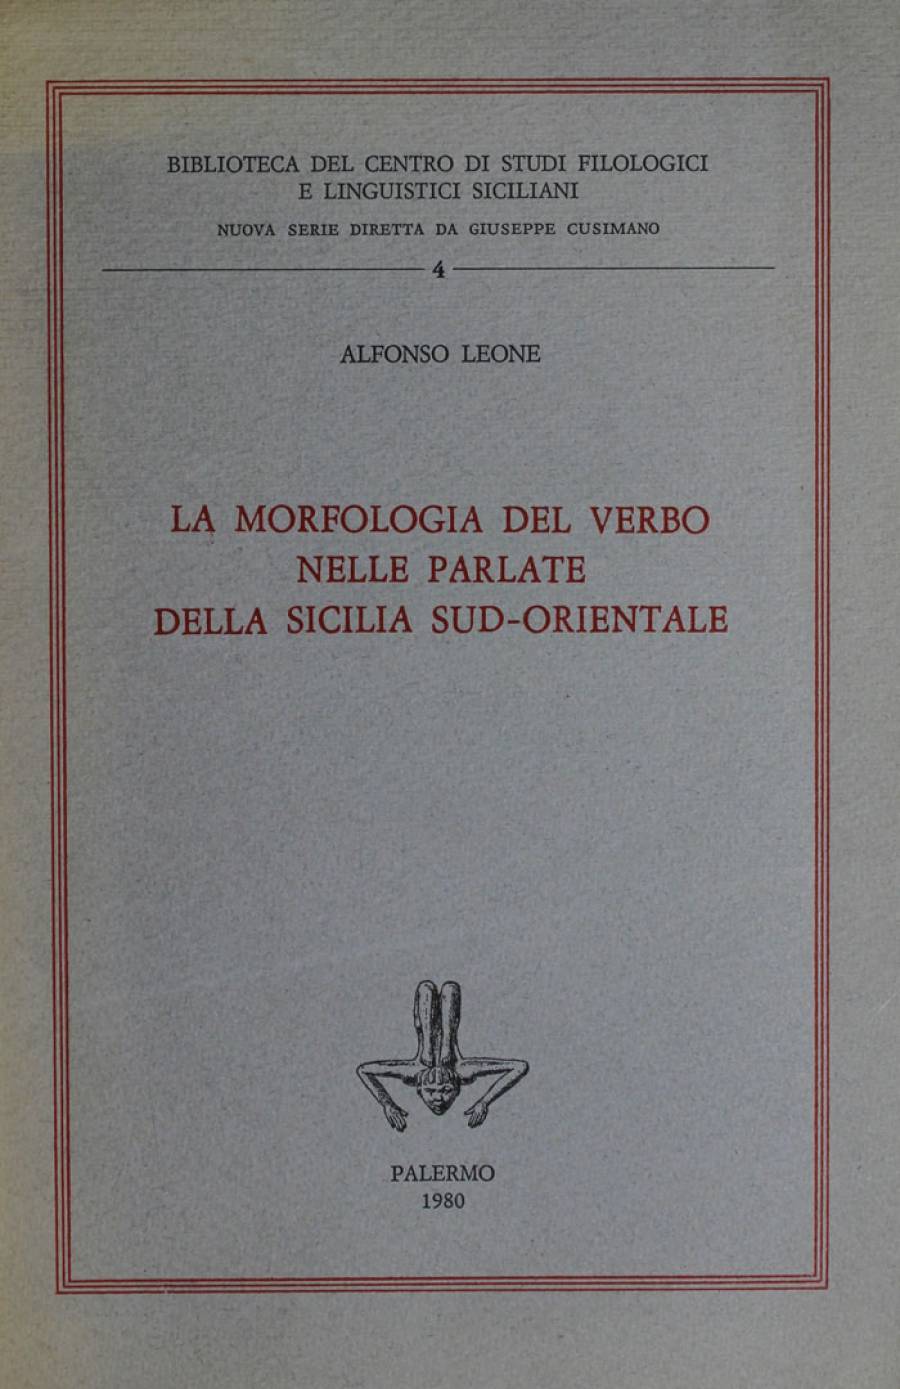 BIBLIOTECA DEL CENTRO DI STUDI FILOLOGICI
E LINGUISTICI SICILIANI
NUOVA SERIE DIRETTA DA GIUSEPPE CUSIMANO
4
ALFONSO LEONE
LA MORFOLOGIA DEL VERBO
NELLE PARLATE
DELLA SICILIA SUD-ORIENTALE
PALERMO
1980